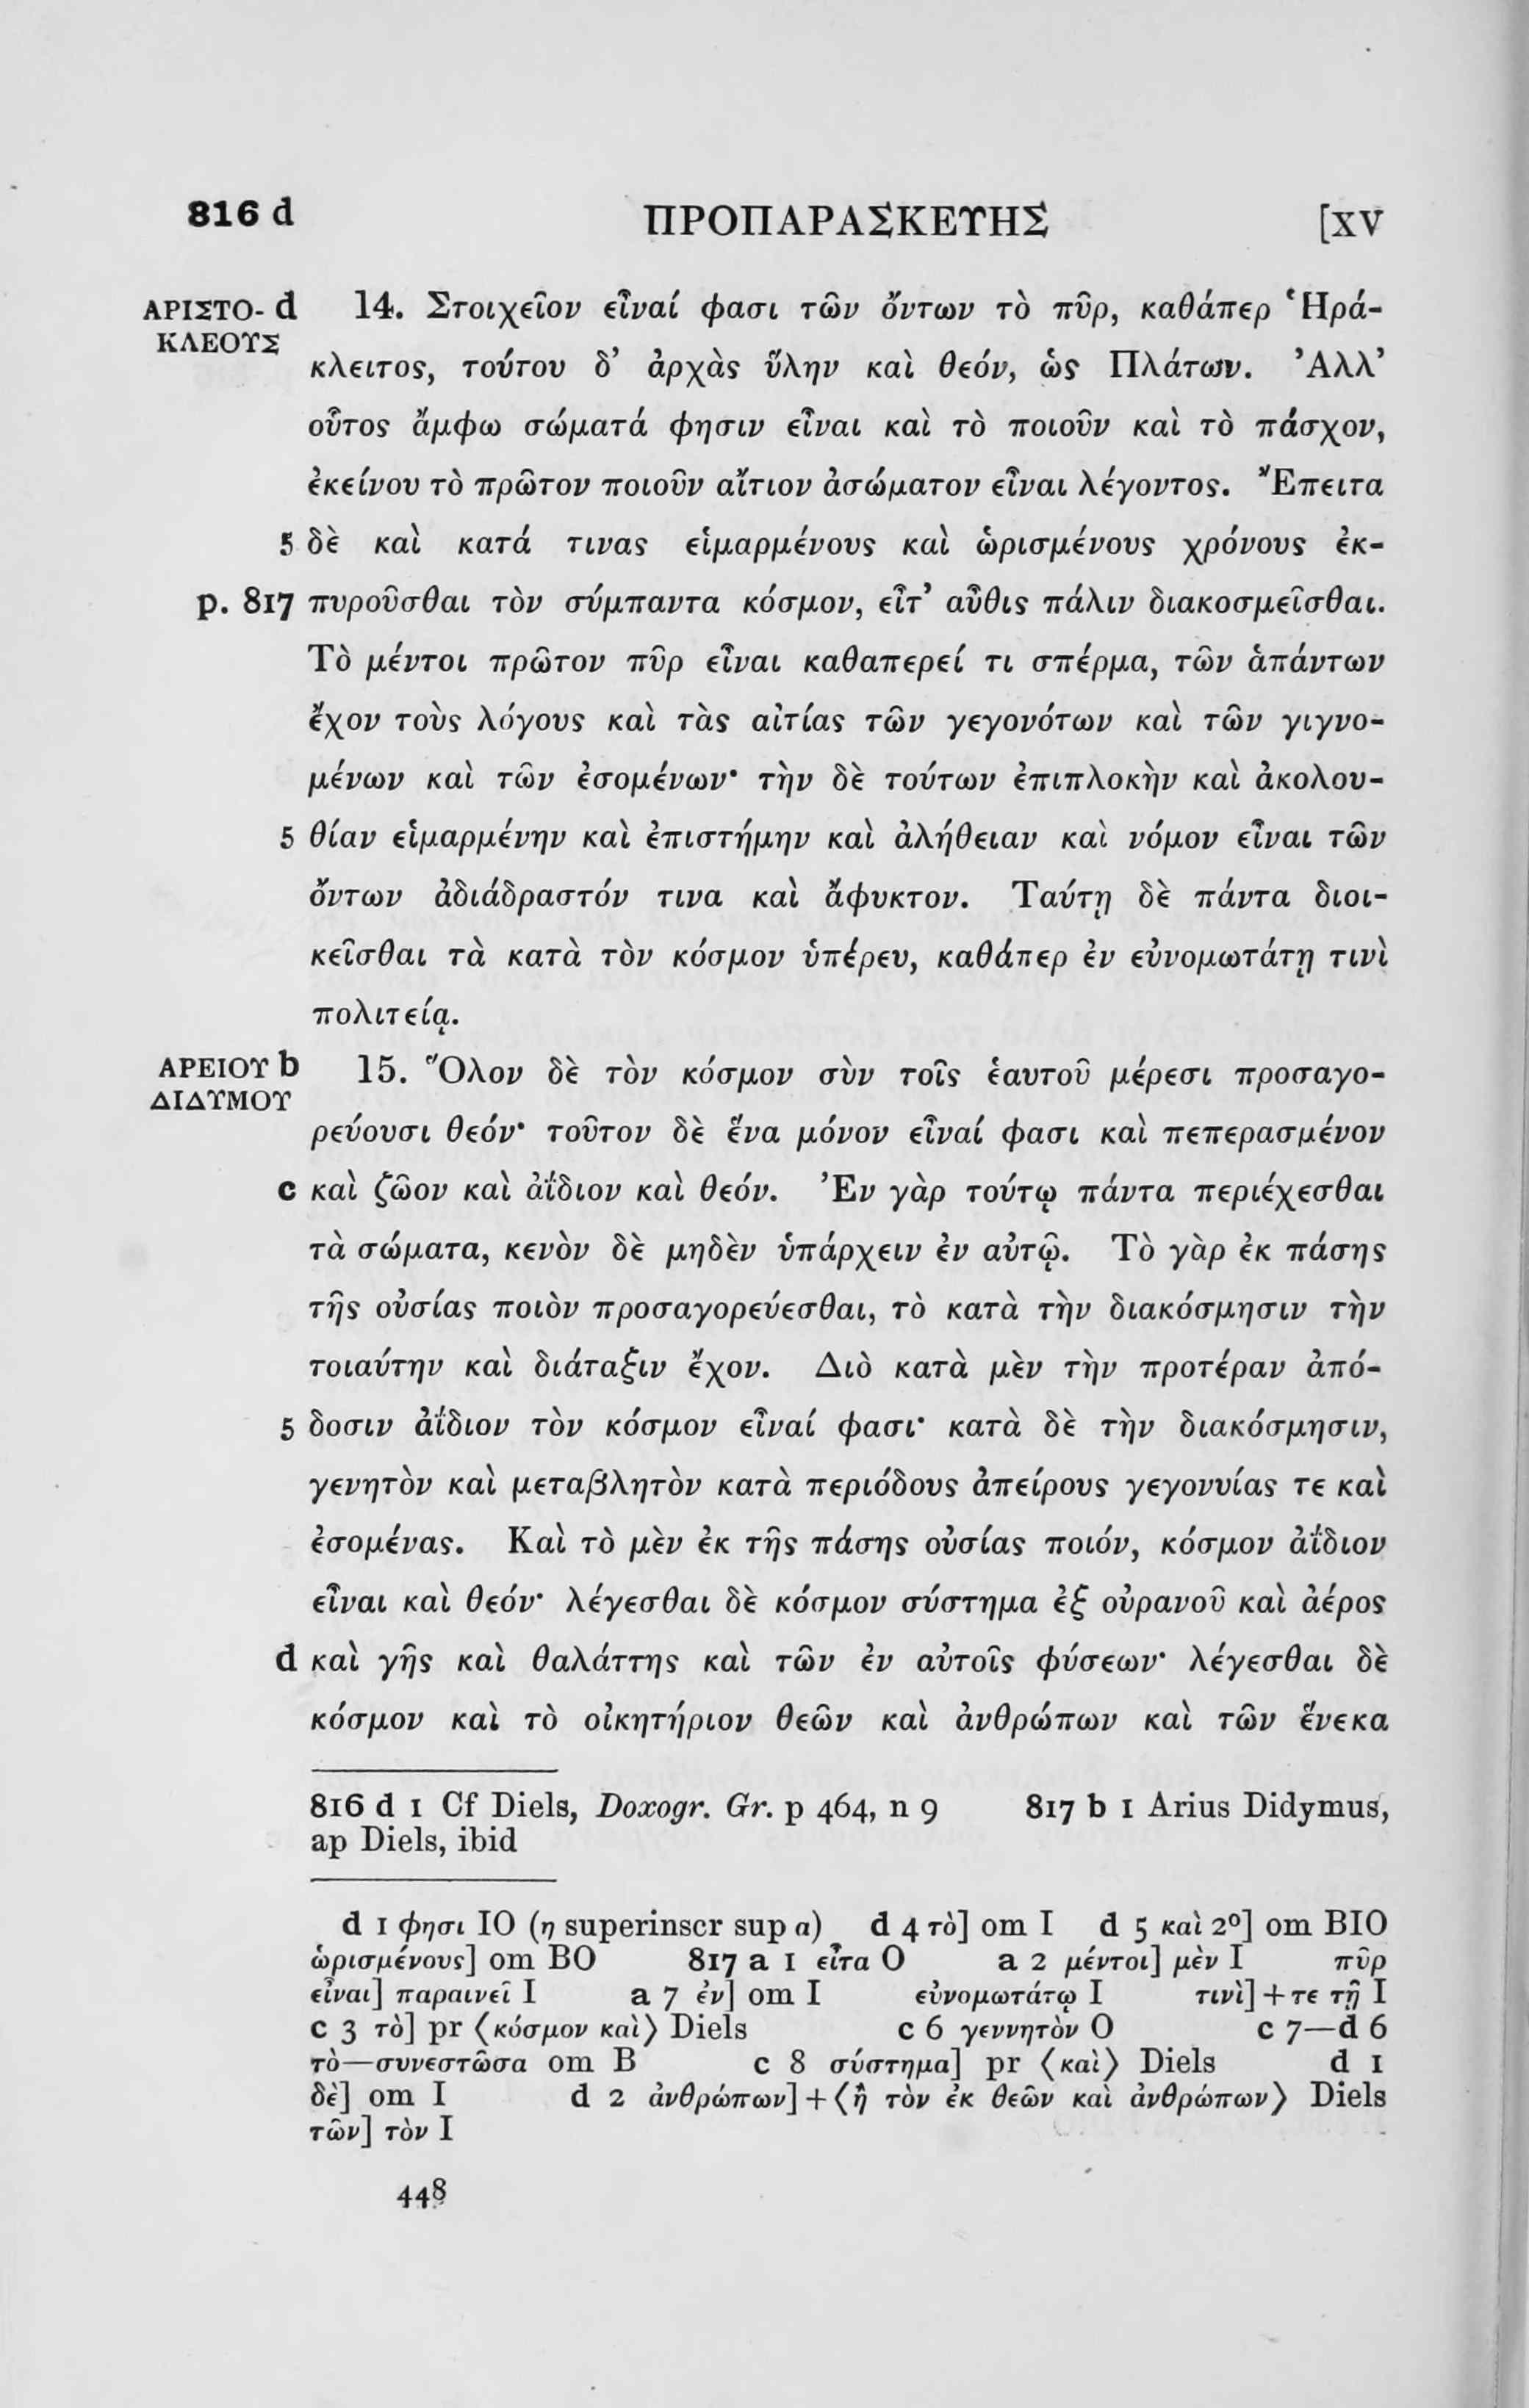 816 d ΠΡΟΠΑΡΑΣΚΕΥΗΣ [XV
ΑΡΙΣΤΟ- d 14. Στοιχεῖον εἶναί φασι τῶν ὄντων τὸ πῦρ, καθάπερ Ἡρά-
ΚΛΕΟΥΣ
κλειτος, τούτου δ’ ἀρχὰς ὕλην καὶ θεόν, ὡς Πλάτων. Ἀλλ’
οὗτος ἄμφω σώματά φησιν εἶναι καὶ τὸ ποιοῦν καὶ τὸ πάσχον,
ἐκείνου τὸ πρῶτον ποιοῦν αἴτιον ἀσώματον εἶναι λέγοντος. Ἔπειτα
5 δὲ καὶ κατά τινας εἱμαρμένους καὶ ὡρισμένους χρόνους ἐκ-
p. 817 πυροῦσθαι τὸν σύμπαντα κόσμον, εἶτ’ αὖθις πάλιν διακοσμεῖσθαι.
Τὸ μέντοι πρῶτον πῦρ εἶναι καθαπερεί τι σπέρμα, τῶν ἁπάντων
ἔχον τοὺς λόγους καὶ τὰς αἰτίας τῶν γεγονότων καὶ τῶν γιγνο-
μένων καὶ τῶν ἐσομένων· τὴν δὲ τούτων ἐπιπλοκὴν καὶ ἀκολου-
5 θίαν εἱμαρμένην καὶ ἐπιστήμην καὶ ἀλήθειαν καὶ νόμον εἶναι τῶν
ὄντων ἀδιάδραστόν τινα καὶ ἄφυκτον. Ταύτῃ δὲ πάντα διοι-
κεῖσθαι τὰ κατὰ τὸν κόσμον ὑπέρευ, καθάπερ ἐν εὐνομωτάτῃ τινὶ
πολιτείᾳ.
ΑΡΕΙΟΥ b 15. Ὅλον δὲ τὸν κόσμον σὺν τοῖς ἑαυτοῦ μέρεσι προσαγο-
ΔΙΔΥΜΟΥ
ρεύουσι θεόν· τοῦτον δὲ ἕνα μόνον εἶναί φασι καὶ πεπερασμένον
c καὶ ζῶον καὶ ἀΐδιον καὶ θεόν. Ἐν γὰρ τούτῳ πάντα περιέχεσθαι
τὰ σώματα, κενὸν δὲ μηδὲν ὑπάρχειν ἐν αὐτῷ. Τὸ γὰρ ἐκ πάσης
τῆς οὐσίας ποιὸν προσαγορεύεσθαι, τὸ κατὰ τὴν διακόσμησιν τὴν
τοιαύτην καὶ διάταξιν ἔχον. Διὸ κατὰ μὲν τὴν προτέραν ἀπό-
5 δοσιν ἀΐδιον τὸν κόσμον εἶναί φασι· κατὰ δὲ τὴν διακόσμησιν,
γενητὸν καὶ μεταβλητὸν κατὰ περιόδους ἀπείρους γεγονυίας τε καὶ
ἐσομένας. Καὶ τὸ μὲν ἐκ τῆς πάσης οὐσίας ποιόν, κόσμον ἀΐδιον
εἶναι καὶ θεόν· λέγεσθαι δὲ κόσμον σύστημα ἐξ οὐρανοῦ καὶ ἀέρος
d καὶ γῆς καὶ θαλάττης καὶ τῶν ἐν αὐτοῖς φύσεων· λέγεσθαι δὲ
κόσμον καὶ τὸ οἰκητήριον θεῶν καὶ ἀνθρώπων καὶ τῶν ἕνεκα
816 d 1 Cf Diels, Doxogr. Gr. p 464, n 9 817 b 1 Arius Didymus,
ap Diels, ibid
d 1 φησι IO (η superinscr sup α) d 4 τὸ] om I d 5 καὶ 2º] om BIO
ὡρισμένους] om BO 817 a 1 εἶτα O a 2 μέντοι] μὲν I πῦρ
εἶναι] παραινεῖ I a 7 ἐν] om I εὐνομωτάτῳ I τινὶ] + τε τῇ I
c 3 τὸ] pr ⟨κόσμον καὶ⟩ Diels c 6 γεννητὸν O c 7—d 6
τὸ—συνεστῶσα om B c 8 σύστημα] pr ⟨καὶ⟩ Diels d 1
δὲ] om I d 2 ἀνθρώπων] + ⟨ἢ τὸν ἐκ θεῶν καὶ ἀνθρώπων⟩ Diels
τῶν] τὸν I
448